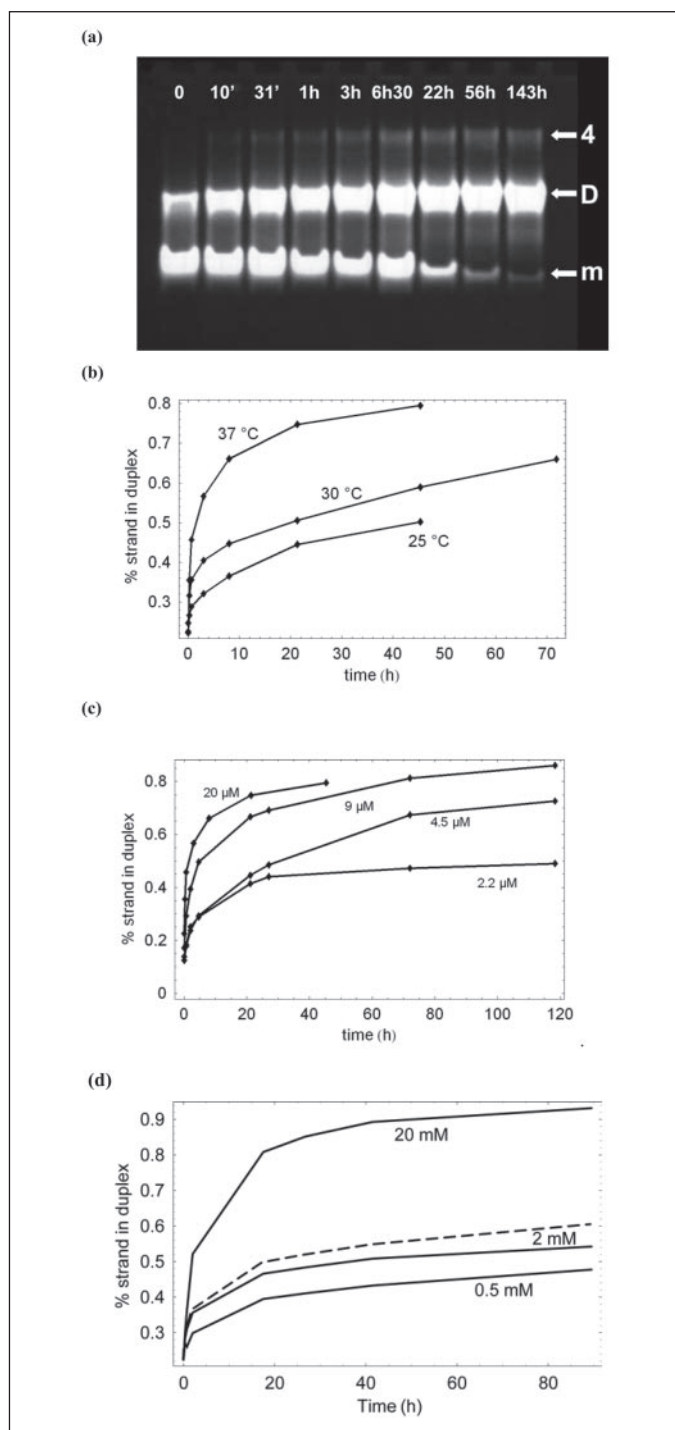 (a)
0 10' 31' 1h 3h 6h30 22h 56h 143h
4
D
m
(b)
% strand in duplex
0.8
0.7
0.6
0.5
0.4
0.3
37 °C
30 °C
25 °C
0 10 20 30 40 50 60 70
time (h)
(c)
% strand in duplex
0.8
0.6
0.4
0.2
0
20 µM
9 µM
4.5 µM
2.2 µM
0 20 40 60 80 100 120
time (h)
(d)
% strand in duplex
0.9
0.8
0.7
0.6
0.5
0.4
0.3
20 mM
2 mM
0.5 mM
0 20 40 60 80
Time (h)